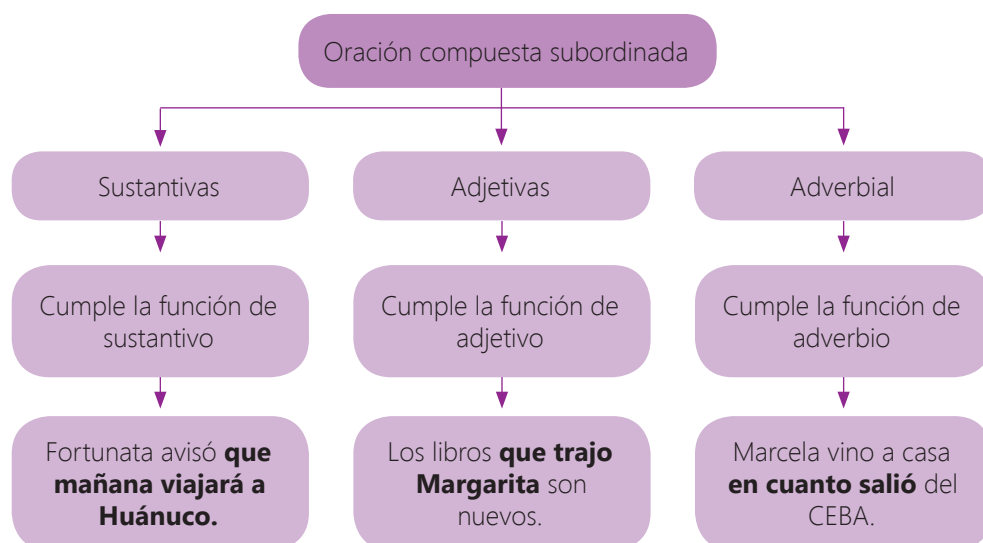 Oración compuesta subordinada
Sustantivas
Adjetivas
Adverbial
Cumple la función de
sustantivo
Cumple la función de
adjetivo
Cumple la función de
adverbio
Fortunata avisó que
mañana viajará a
Huánuco.
Los libros que trajo
Margarita son
nuevos.
Marcela vino a casa
en cuanto salió del
CEBA.